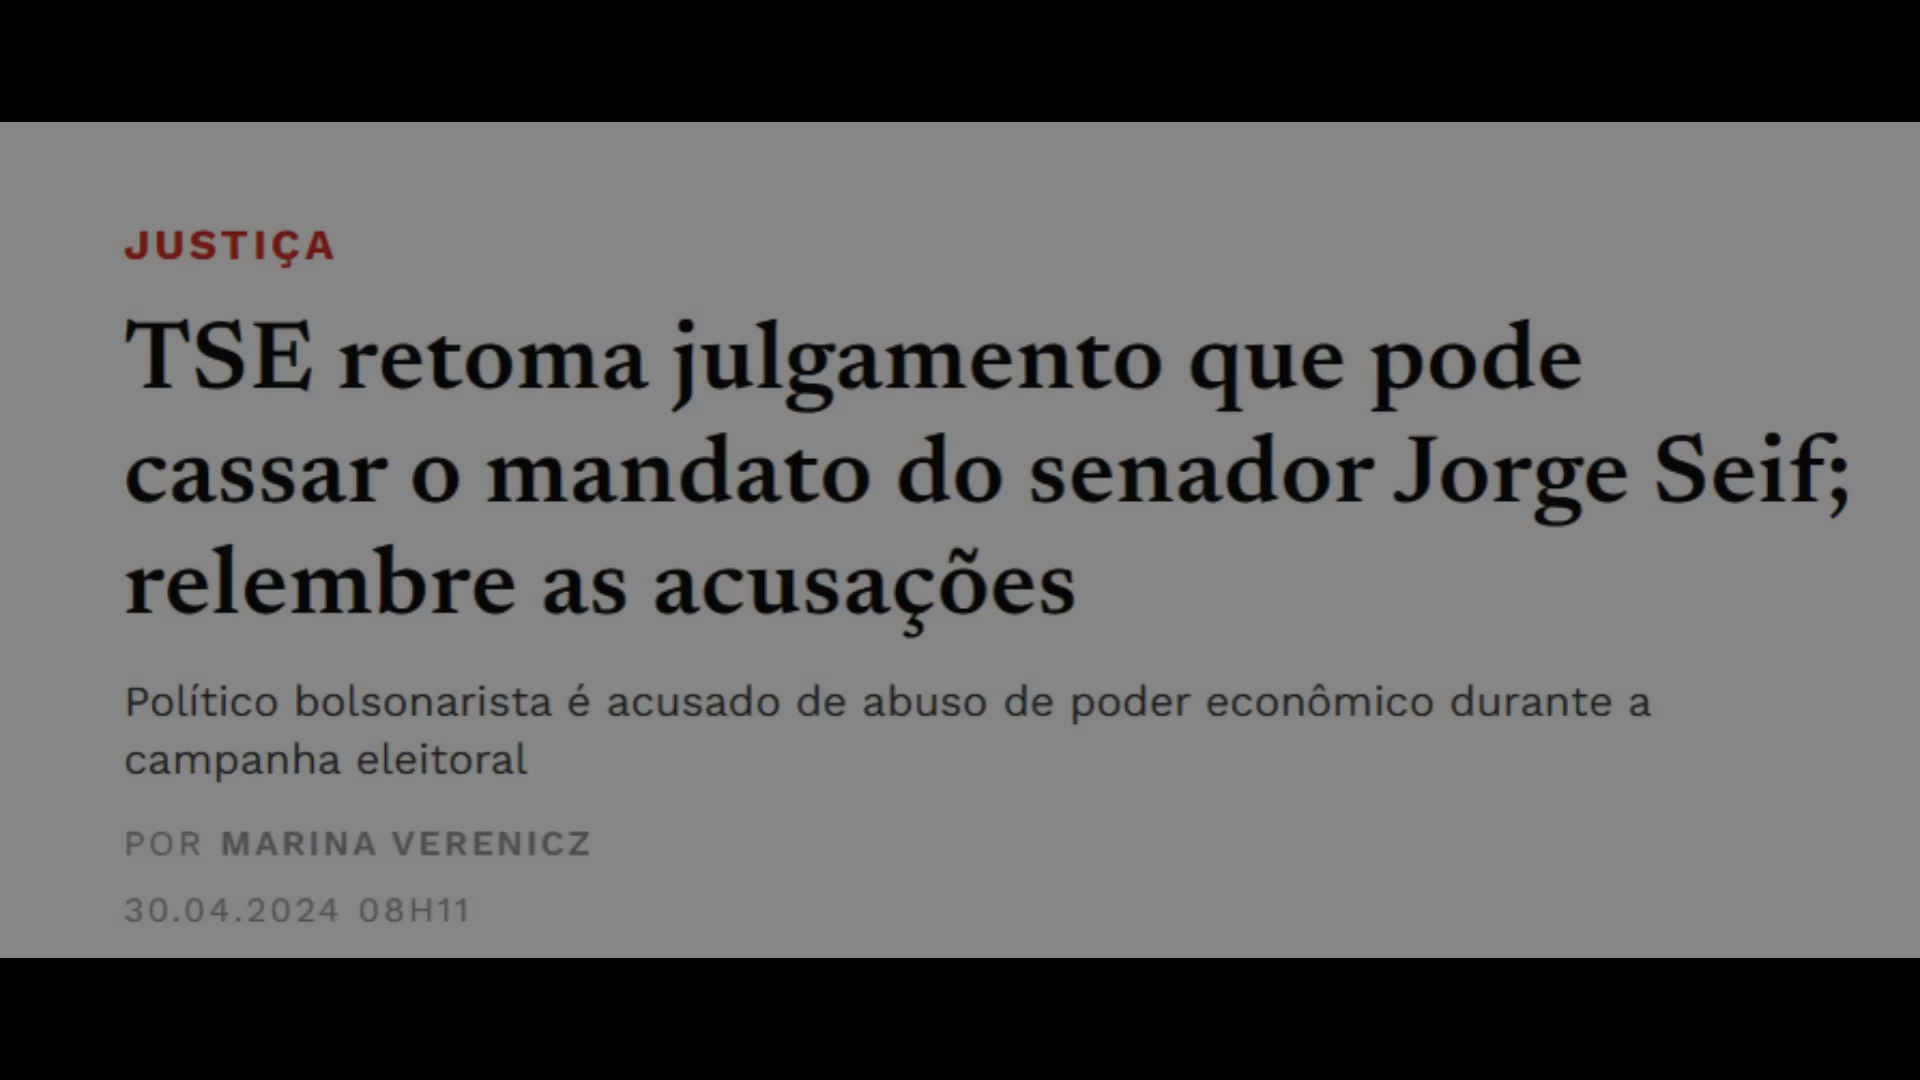 JUSTIÇA
TSE retoma julgamento que pode
cassar o mandato do senador Jorge Seif;
relembre as acusações
Político bolsonarista é acusado de abuso de poder econômico durante a
campanha eleitoral
POR MARINA VERENICZ
30.04.2024 08H11